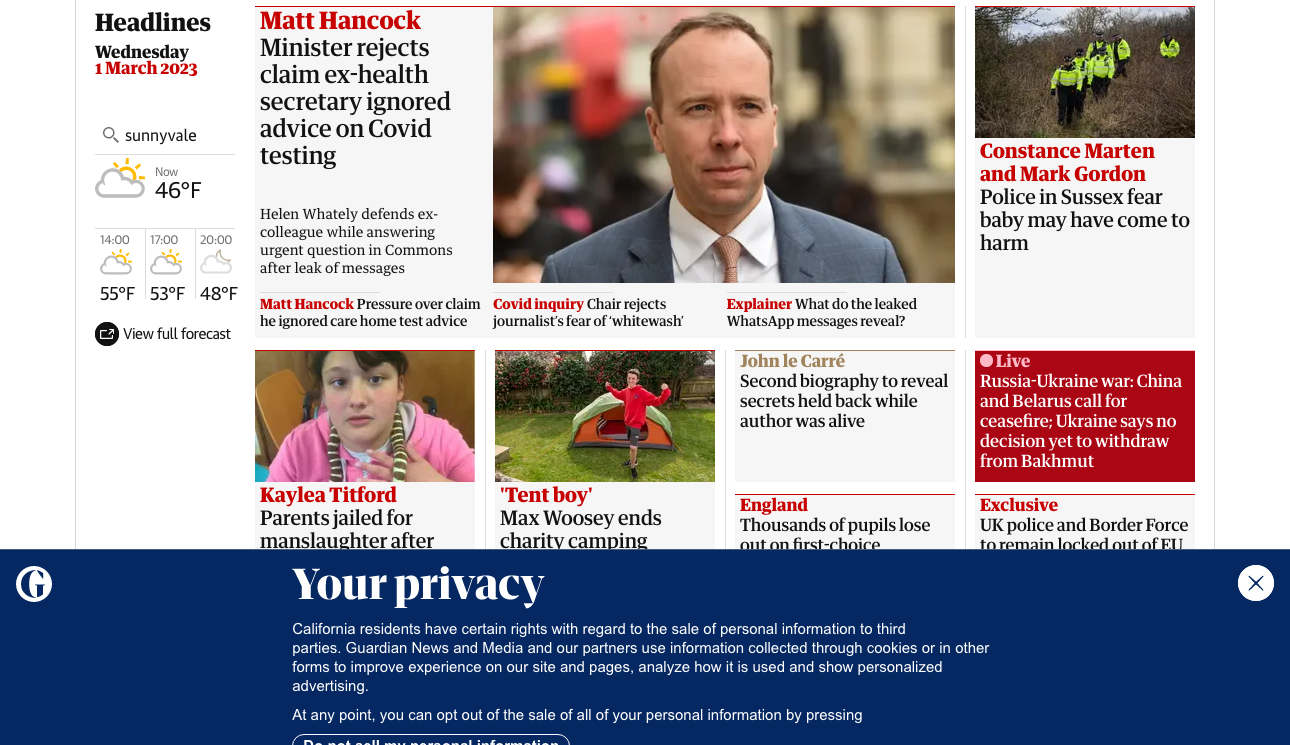 Headlines
Wednesday
1 March 2023
sunnyvale
Now
46°F
14:00
17:00
20:00
55°F
53°F
48°F
View full forecast
Matt Hancock
Minister rejects
claim ex-health
secretary ignored
advice on Covid
testing
Helen Whately defends ex-
colleague while answering
urgent question in Commons
after leak of messages
Matt Hancock Pressure over claim
he ignored care home test advice
Covid inquiry Chair rejects
journalist's fear of ‘whitewash’
Explainer What do the leaked
WhatsApp messages reveal?
Constance Marten
and Mark Gordon
Police in Sussex fear
baby may have come to
harm
Kaylea Titford
Parents jailed for
manslaughter after
'Tent boy'
Max Woosey ends
charity camping
John le Carré
Second biography to reveal
secrets held back while
author was alive
England
Thousands of pupils lose
out on first-choice
Live
Russia-Ukraine war: China
and Belarus call for
ceasefire; Ukraine says no
decision yet to withdraw
from Bakhmut
Exclusive
UK police and Border Force
to remain locked out of EU
G
Your privacy
California residents have certain rights with regard to the sale of personal information to third
parties. Guardian News and Media and our partners use information collected through cookies or in other
forms to improve experience on our site and pages, analyze how it is used and show personalized
advertising.
At any point, you can opt out of the sale of all of your personal information by pressing
Do not sell my personal information